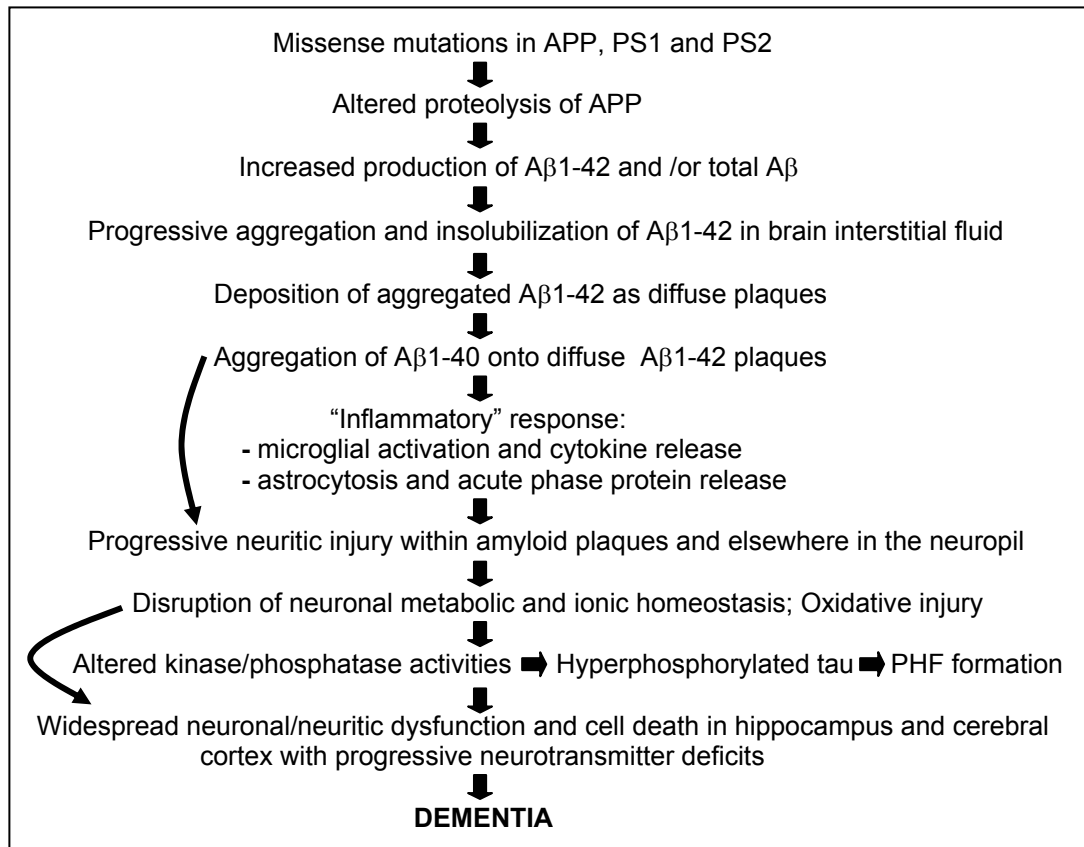 Missense mutations in APP, PS1 and PS2
Altered proteolysis of APP
Increased production of Aβ1-42 and /or total Aβ
Progressive aggregation and insolubilization of Aβ1-42 in brain interstitial fluid
Deposition of aggregated Aβ1-42 as diffuse plaques
Aggregation of Aβ1-40 onto diffuse Aβ1-42 plaques
“Inflammatory” response:
- microglial activation and cytokine release
- astrocytosis and acute phase protein release
Progressive neuritic injury within amyloid plaques and elsewhere in the neuropil
Disruption of neuronal metabolic and ionic homeostasis; Oxidative injury
Altered kinase/phosphatase activities Hyperphosphorylated tau PHF formation
Widespread neuronal/neuritic dysfunction and cell death in hippocampus and cerebral
cortex with progressive neurotransmitter deficits
DEMENTIA